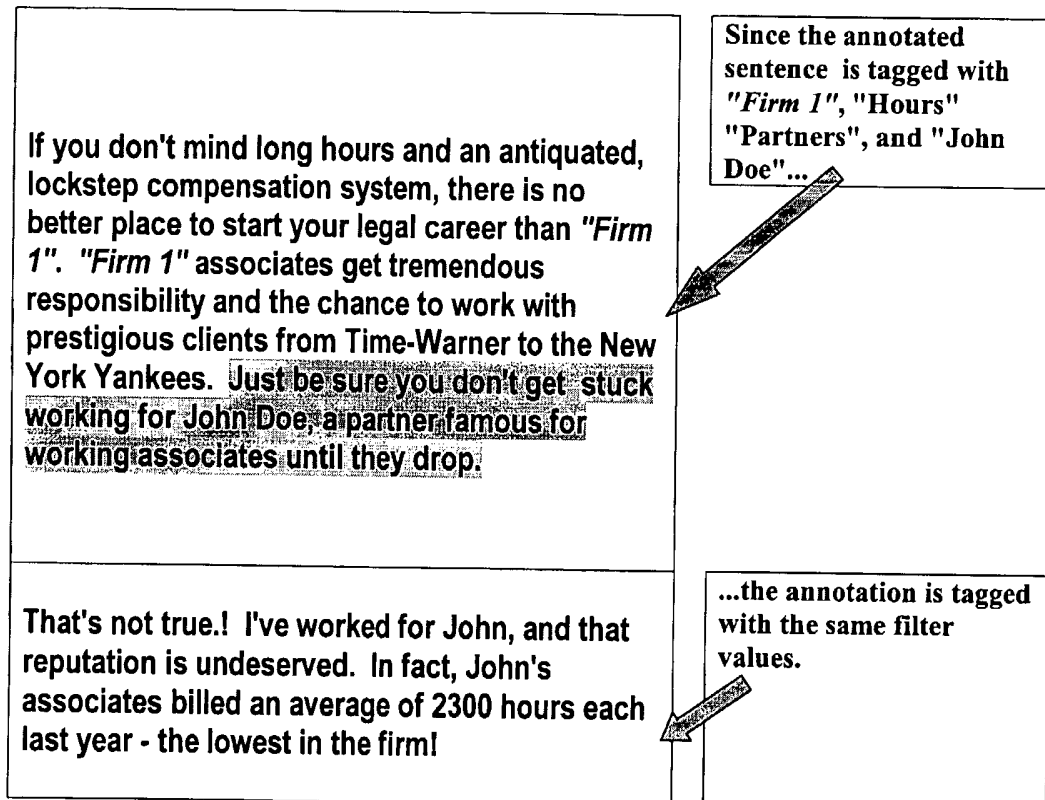 Since the annotated
sentence is tagged with
"Firm 1", "Hours"
"Partners", and "John
Doe"...
If you don't mind long hours and an antiquated,
lockstep compensation system, there is no
better place to start your legal career than "Firm
1". "Firm 1" associates get tremendous
responsibility and the chance to work with
prestigious clients from Time-Warner to the New
York Yankees. Just be sure you don't get stuck
working for John Doe, a partner famous for
working associates until they drop.
...the annotation is tagged
with the same filter
values.
That's not true.! I've worked for John, and that
reputation is undeserved. In fact, John's
associates billed an average of 2300 hours each
last year - the lowest in the firm!